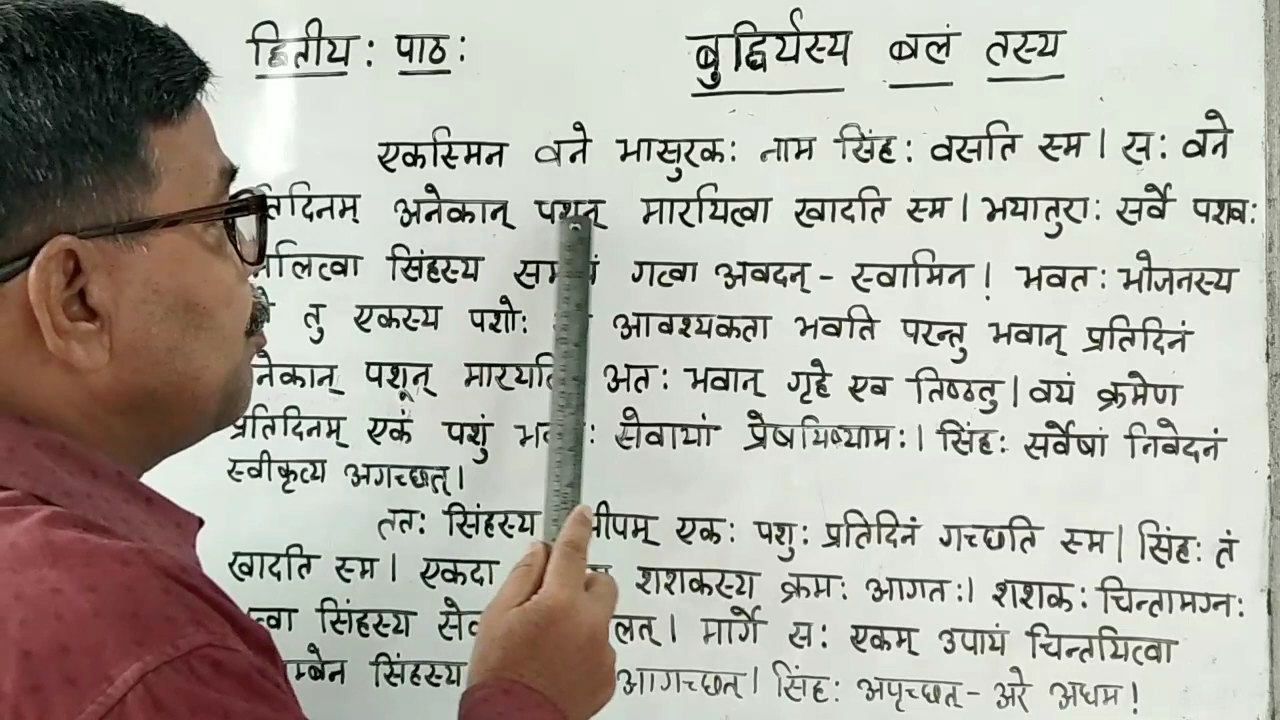 द्वितीय: पाठ: बुद्धिर्यस्य बलं तस्य
एकस्मिन वने भासुरक: नाम सिंह: वसति स्म। स: वने
अनेकान् पशून् मारयित्वा खादति स्म। भयातुरा: सर्वे पशव:
सिंहस्य गत्वा अवदन् - स्वामिन! भवत: भोजनस्य
तु एकस्य पशो: आवश्यकता भवति परन्तु भवान् प्रतिदिनं
पशून् अत: भवान् गृहे एव तिष्ठतु। वयं क्रमेण
प्रतिदिनम् एकं पशुं सेवायां प्रेषयिष्याम:। सिंह: सर्वेषां निवेदनं
स्वीकृत्य अगच्छत्।
तत: सिंहस्य एक: पशु: प्रतिदिनं गच्छति स्म। सिंह: तं
खादति स्म। एकदा शशकस्य क्रम: आगत:। शशक: चिन्तामग्न:
सिंहस्य मार्गे स: एकम् उपायं चिन्तयित्वा
सिंहस्य आगच्छत्। सिंह: अपृच्छत् - अरे अधम!